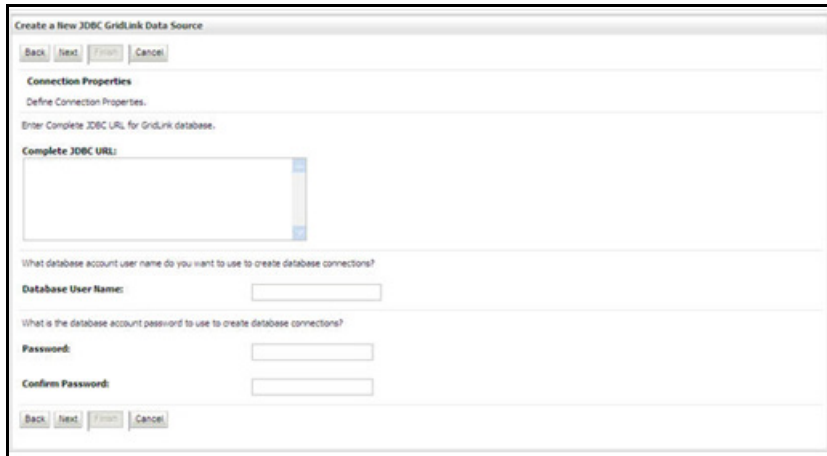 Create a New JDBC GridLink Data Source
Back Next Finish Cancel
Connection Properties
Define Connection Properties.
Enter Complete JDBC URL for GridLink database.
Complete JDBC URL:
What database account user name do you want to use to create database connections?
Database User Name:
What is the database account password to use to create database connections?
Password:
Confirm Password:
Back Next Finish Cancel